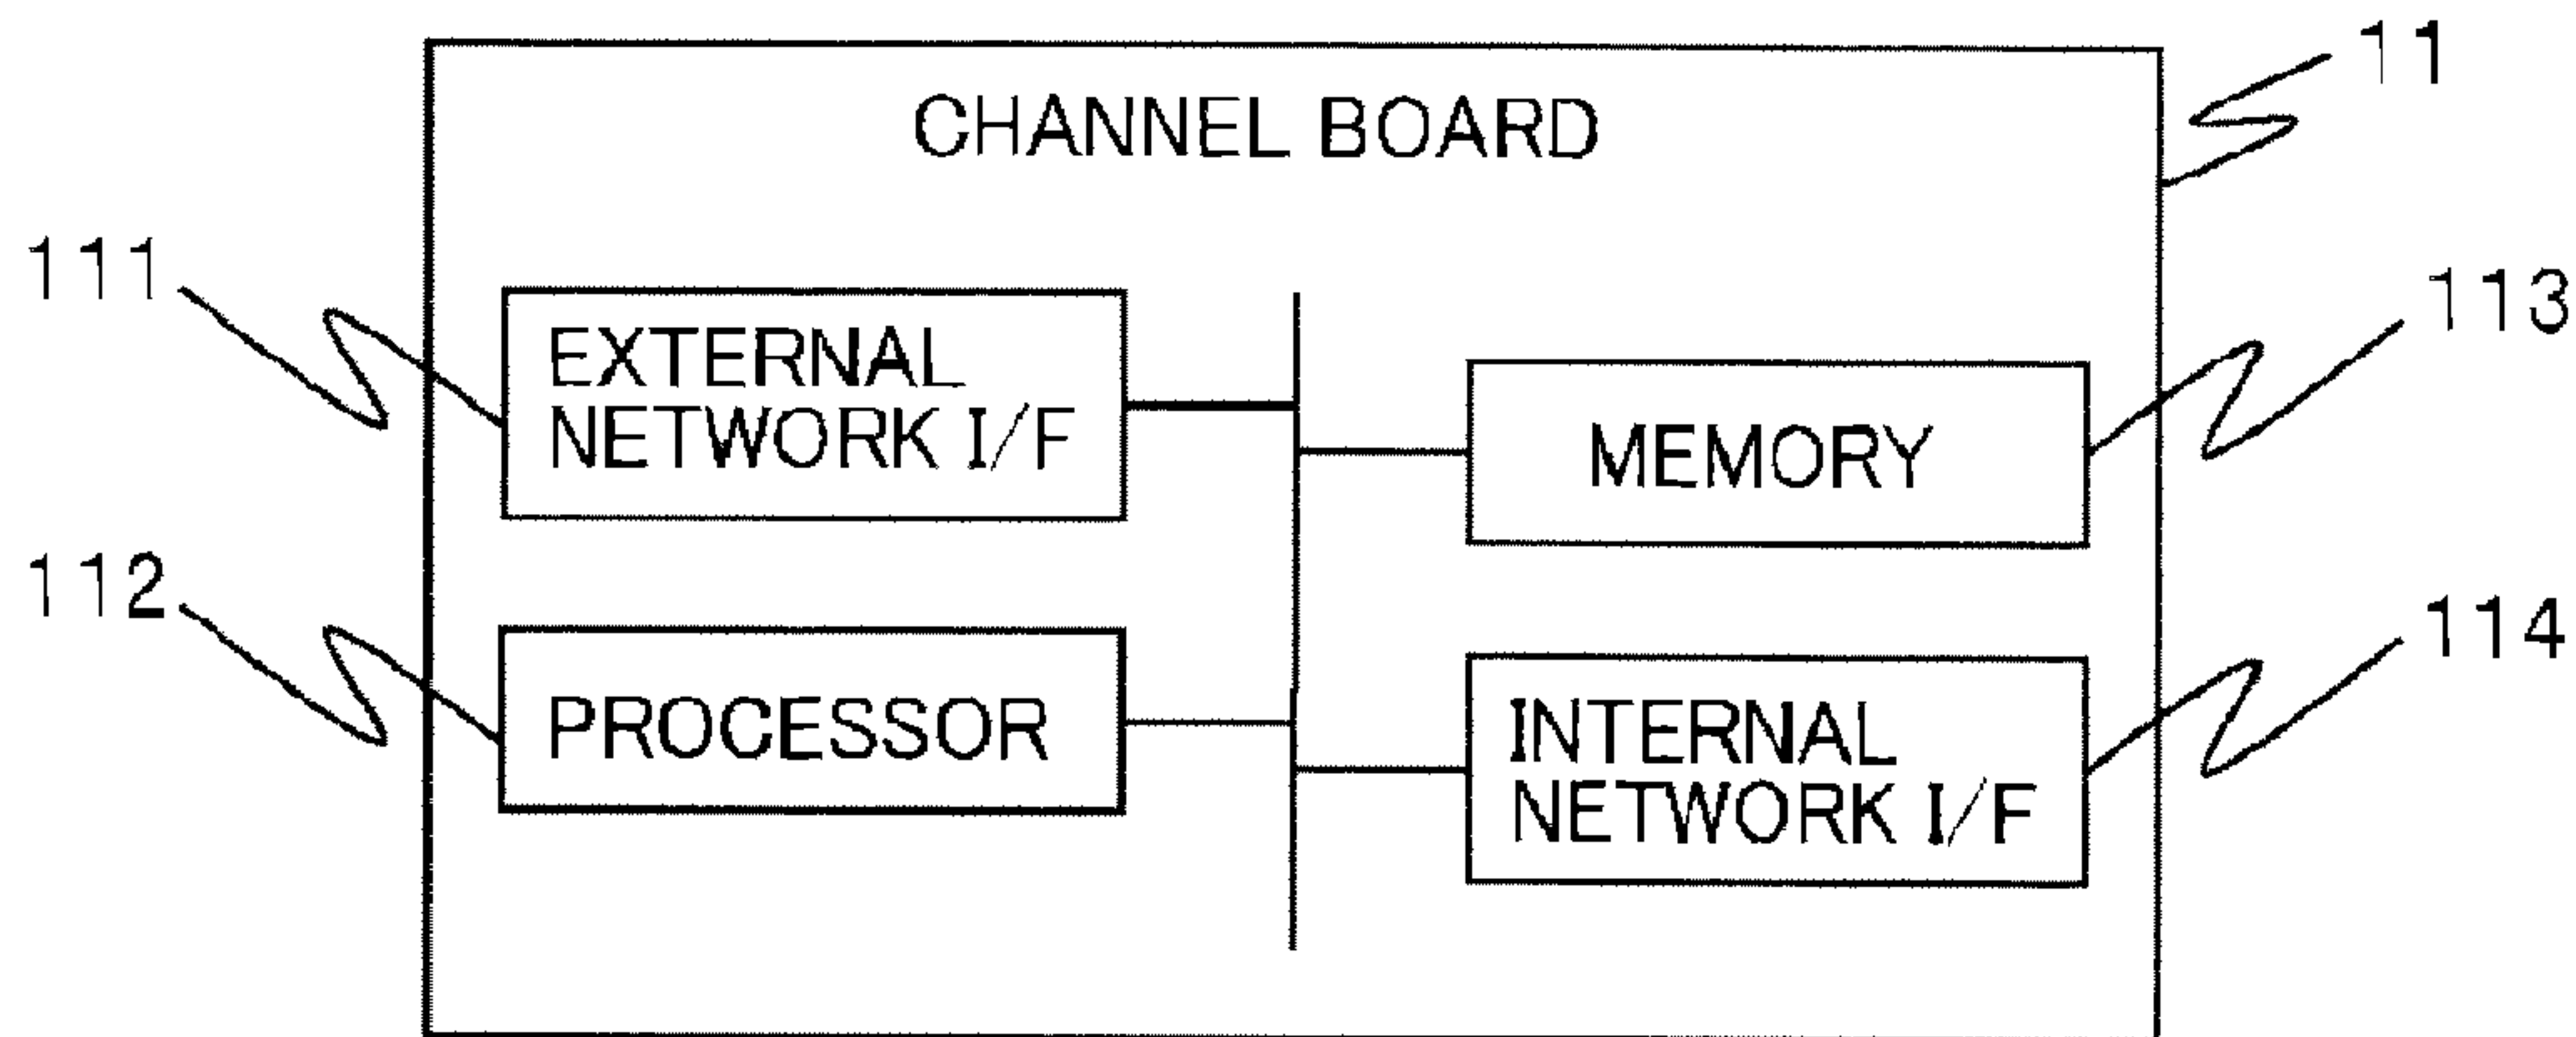 11
CHANNEL BOARD
111
EXTERNAL
NETWORK I/F
113
MEMORY
112
PROCESSOR
114
INTERNAL
NETWORK I/F